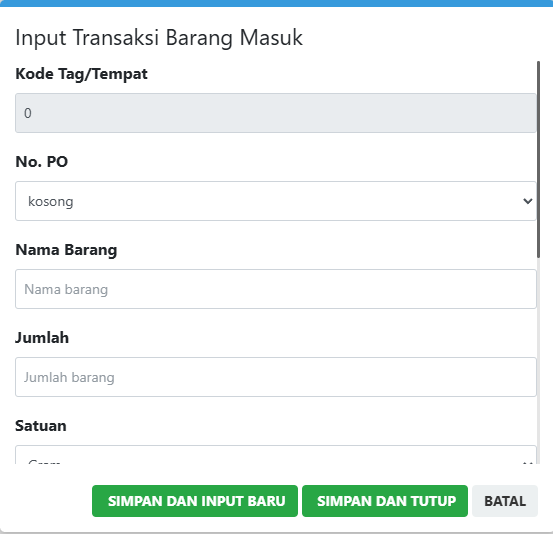 Input Transaksi Barang Masuk
Kode Tag/Tempat
0
No. PO
kosong
Nama Barang
Nama barang
Jumlah
Jumlah barang
Satuan
Gram
SIMPAN DAN INPUT BARU SIMPAN DAN TUTUP BATAL